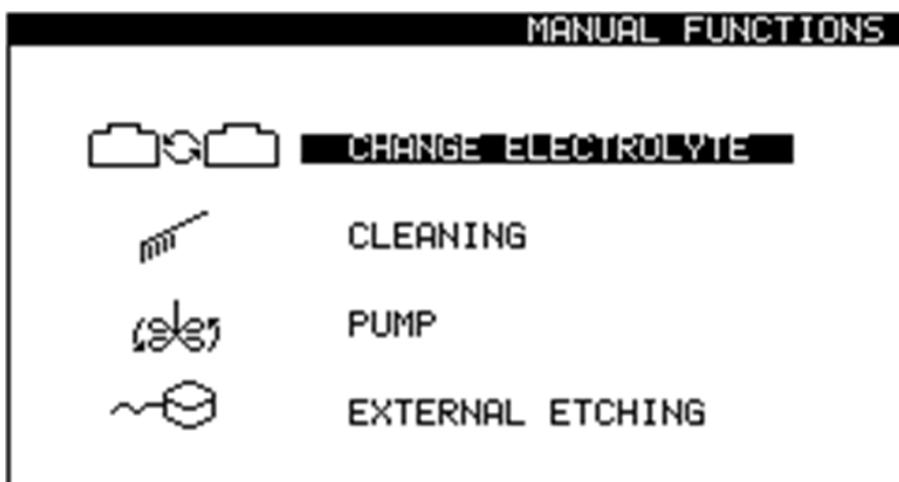 MANUAL FUNCTIONS
CHANGE ELECTROLYTE
CLEANING
PUMP
EXTERNAL ETCHING